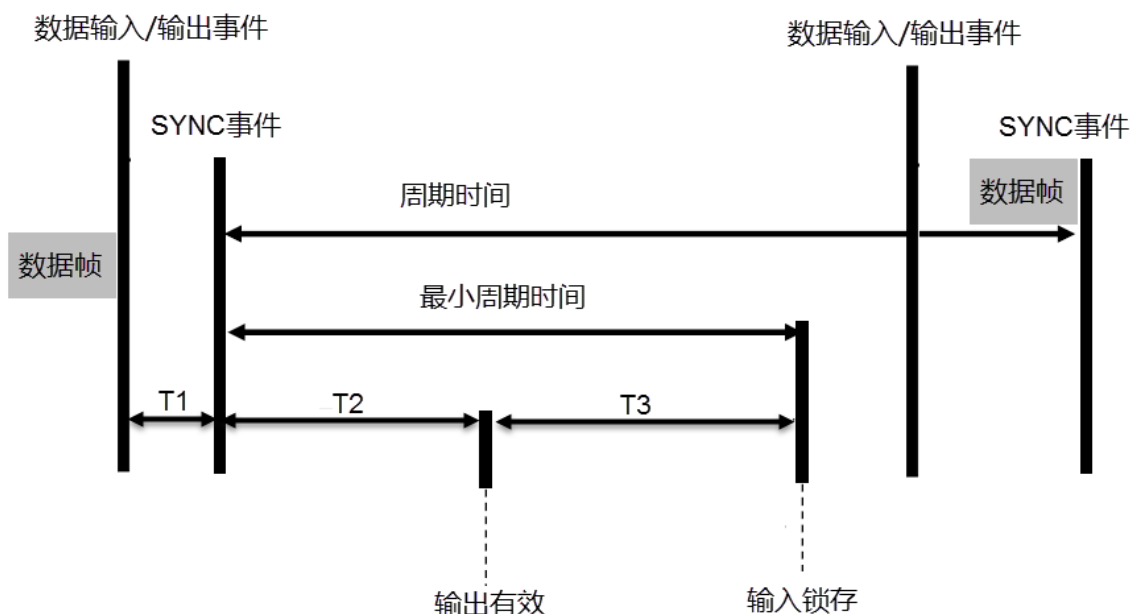 数据输入/输出事件
数据输入/输出事件
SYNC事件
SYNC事件
周期时间
数据帧
数据帧
最小周期时间
T1
T2
T3
输出有效
输入锁存